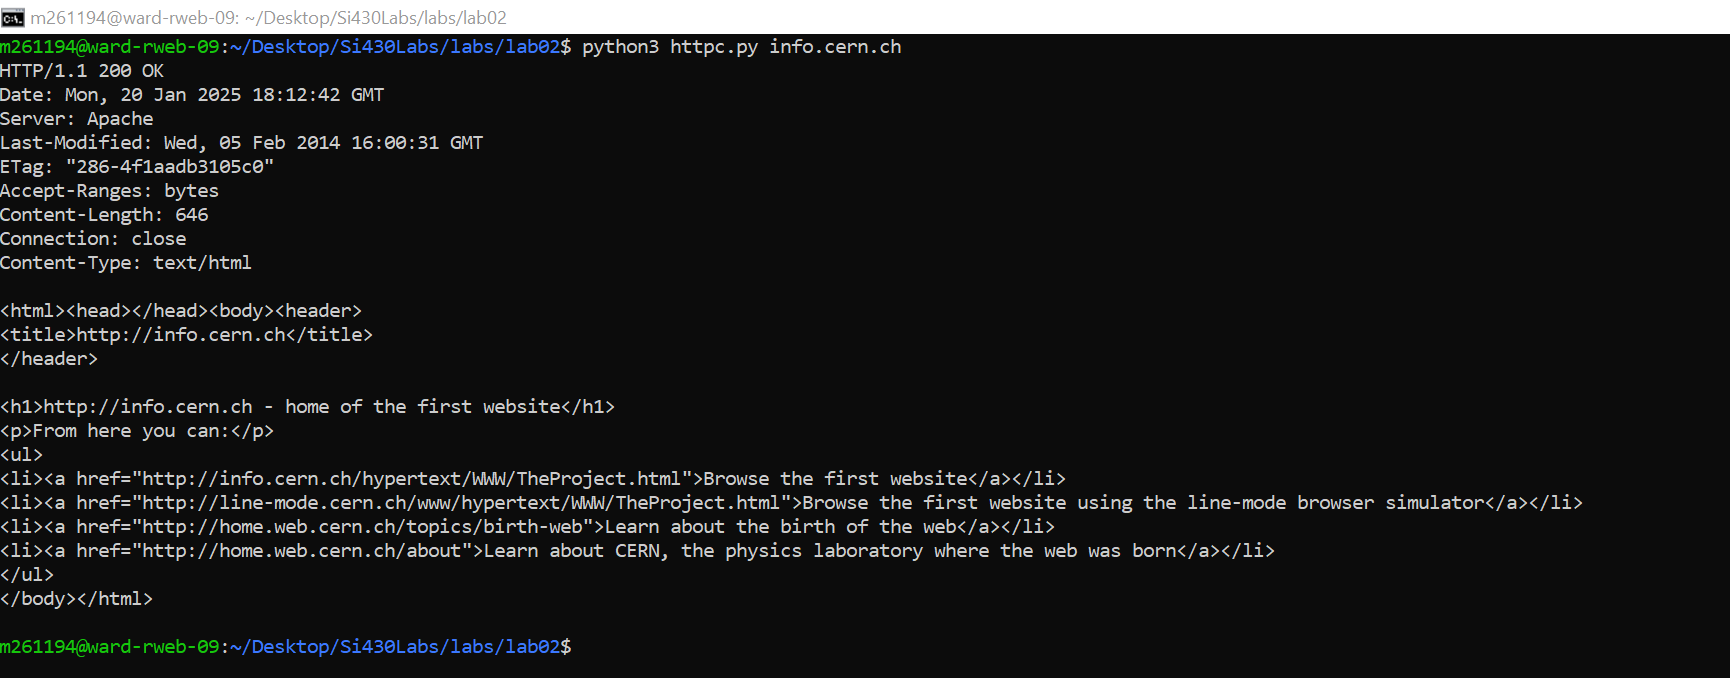 m261194@ward-rweb-09: ~/Desktop/Si430Labs/labs/lab02
m261194@ward-rweb-09:~/Desktop/Si430Labs/labs/lab02$ python3 httpc.py info.cern.ch
HTTP/1.1 200 OK
Date: Mon, 20 Jan 2025 18:12:42 GMT
Server: Apache
Last-Modified: Wed, 05 Feb 2014 16:00:31 GMT
ETag: "286-4f1aadb3105c0"
Accept-Ranges: bytes
Content-Length: 646
Connection: close
Content-Type: text/html

<html><head></head><body><header>
<title>http://info.cern.ch</title>
</header>

<h1>http://info.cern.ch - home of the first website</h1>
<p>From here you can:</p>
<ul>
<li><a href="http://info.cern.ch/hypertext/WWW/TheProject.html">Browse the first website</a></li>
<li><a href="http://line-mode.cern.ch/www/hypertext/WWW/TheProject.html">Browse the first website using the line-mode browser simulator</a></li>
<li><a href="http://home.web.cern.ch/topics/birth-web">Learn about the birth of the web</a></li>
<li><a href="http://home.web.cern.ch/about">Learn about CERN, the physics laboratory where the web was born</a></li>
</ul>
</body></html>

m261194@ward-rweb-09:~/Desktop/Si430Labs/labs/lab02$